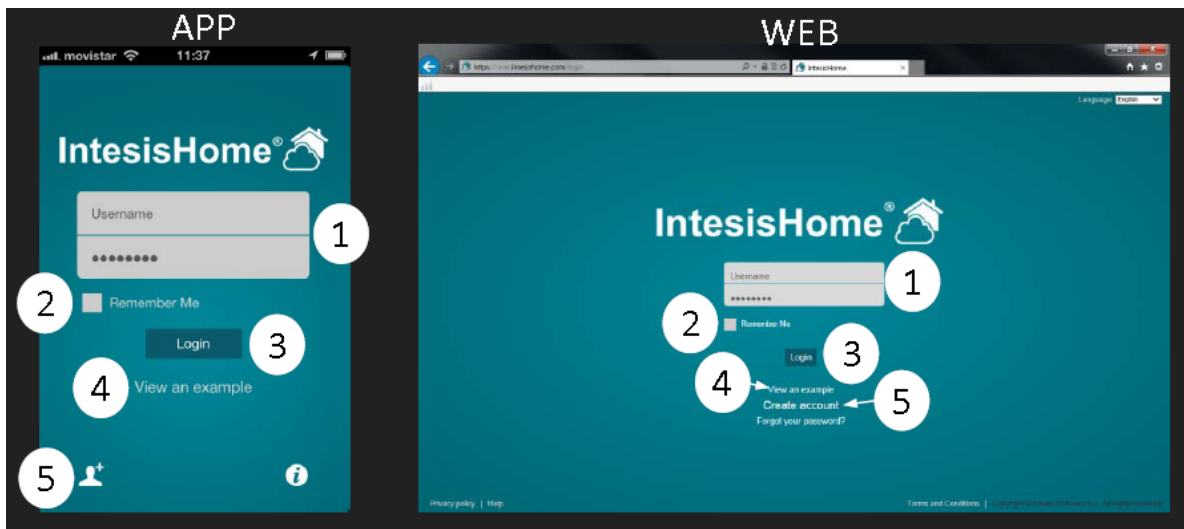 APP
movistar 11:37
IntesisHome®
Username
1
2
Remember Me
Login
3
4
View an example
5
WEB
IntesisHome
Language English
IntesisHome®
Username
1
2
Remember Me
Login
3
4
View an example
Create account
5
Forgot your password?
Privacy policy | Help
Terms and Conditions |